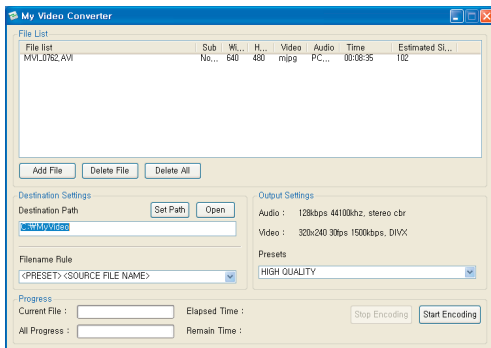 My Video Converter
File List
File list Sub Wi... H... Video Audio Time Estimated Si...
MVI_0762.AVI No... 640 480 mjpg PC... 00:08:35 102
Add File Delete File Delete All
Destination Settings
Destination Path Set Path Open
C:₩MyVideo
Filename Rule
<PRESET> <SOURCE FILE NAME>
Output Settings
Audio : 128kbps 44100khz, stereo cbr
Video : 320x240 30fps 1500kbps, DIVX
Presets
HIGH QUALITY
Progress
Current File : Elapsed Time :
All Progress : Remain Time :
Stop Encoding Start Encoding